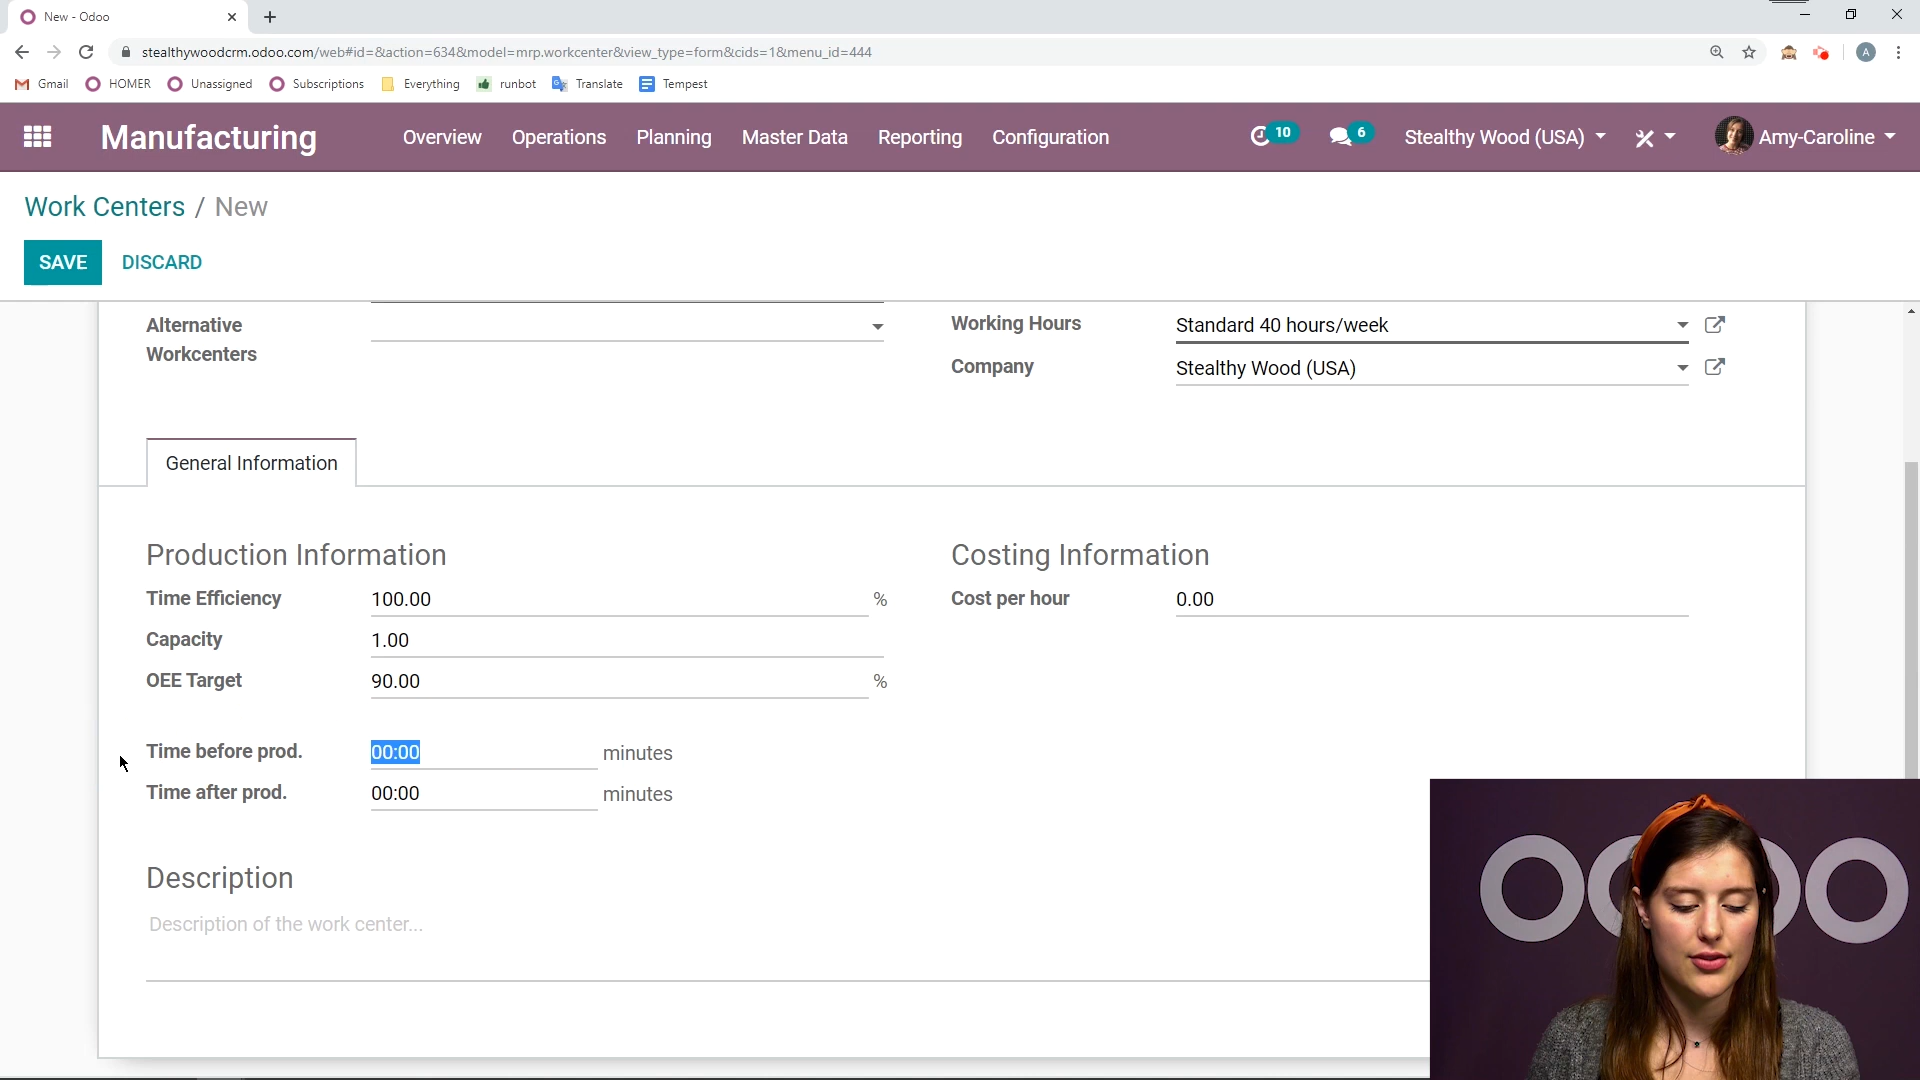 New - Odoo
stealthywoodcrm.odoo.com/web#id=&action=634&model=mrp.workcenter&view_type=form&cids=1&menu_id=444
A
Gmail HOMER Unassigned Subscriptions Everything runbot Translate Tempest
Manufacturing Overview Operations Planning Master Data Reporting Configuration 10 6 Stealthy Wood (USA) Amy-Caroline
Work Centers / New
SAVE DISCARD
Alternative Workcenters
Working Hours Standard 40 hours/week
Company Stealthy Wood (USA)
General Information
Production Information
Time Efficiency 100.00 %
Capacity 1.00
OEE Target 90.00 %
Time before prod. 00:00 minutes
Time after prod. 00:00 minutes
Costing Information
Cost per hour 0.00
Description
Description of the work center...
odoo